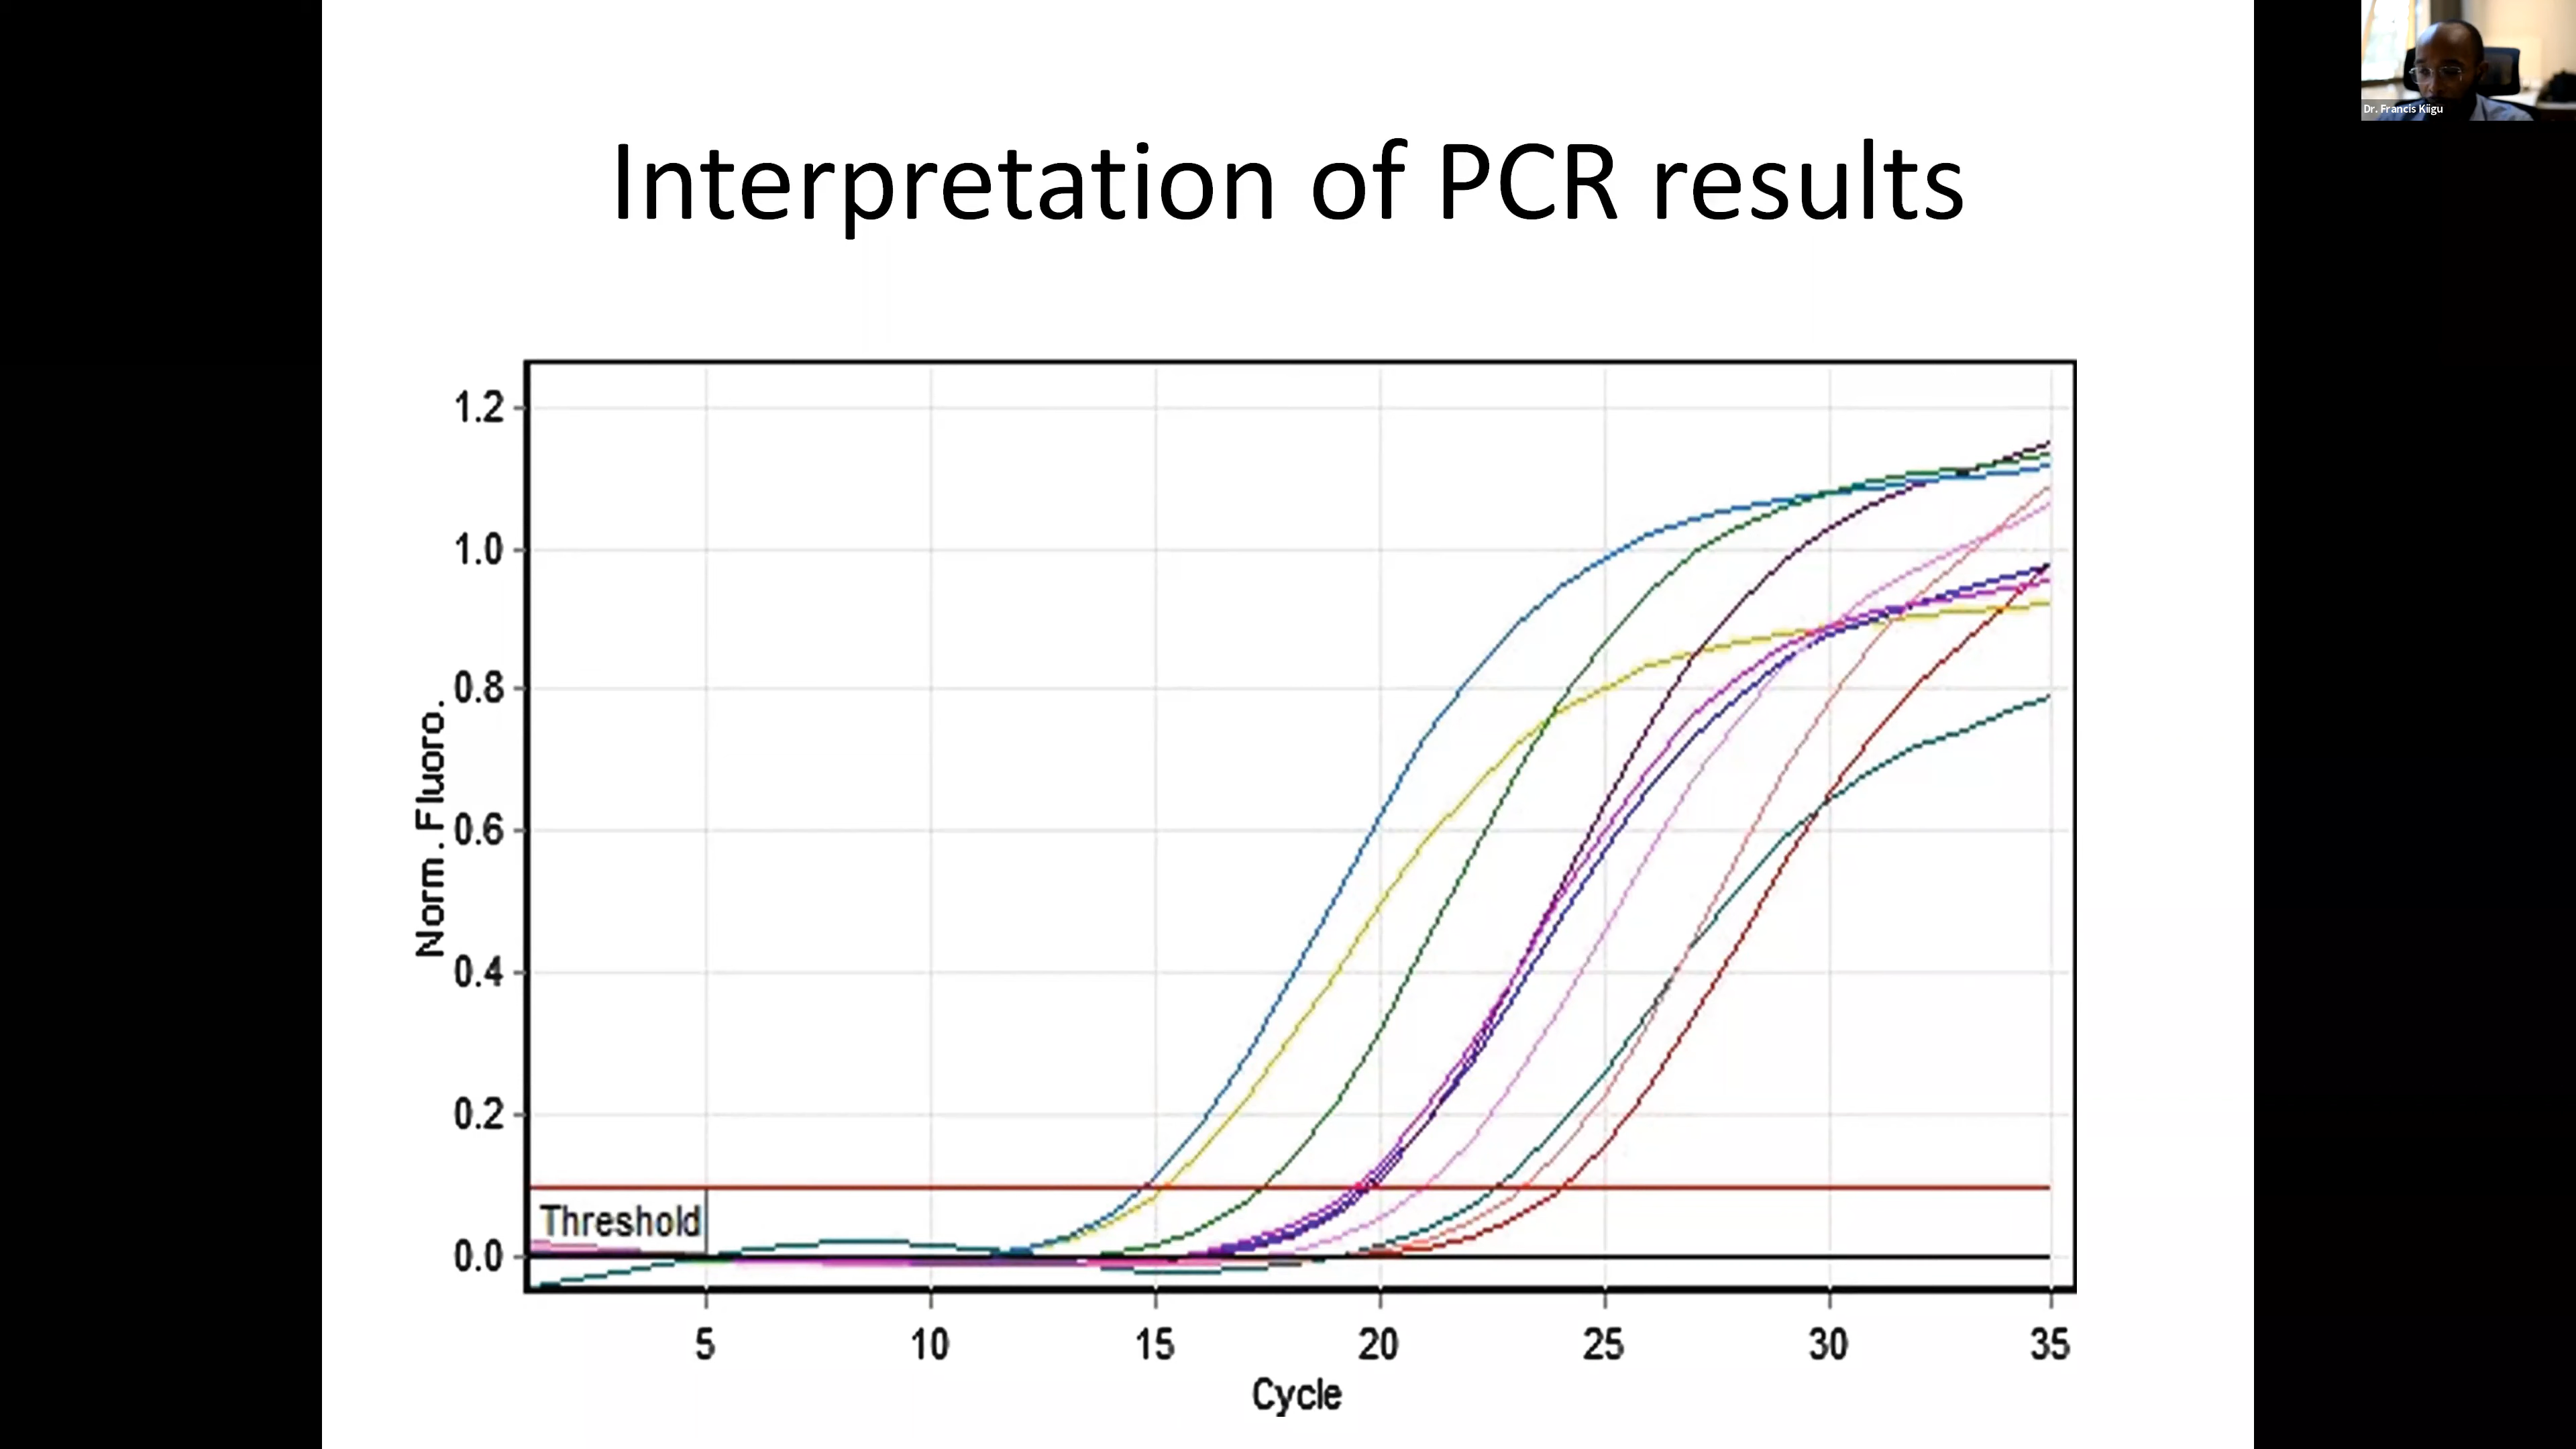 Dr. Francis Kiigu
Interpretation of PCR results
1.2
1.0
0.8
0.6
0.4
0.2
0.0
Norm. Fluoro.
Threshold
5 10 15 20 25 30 35
Cycle